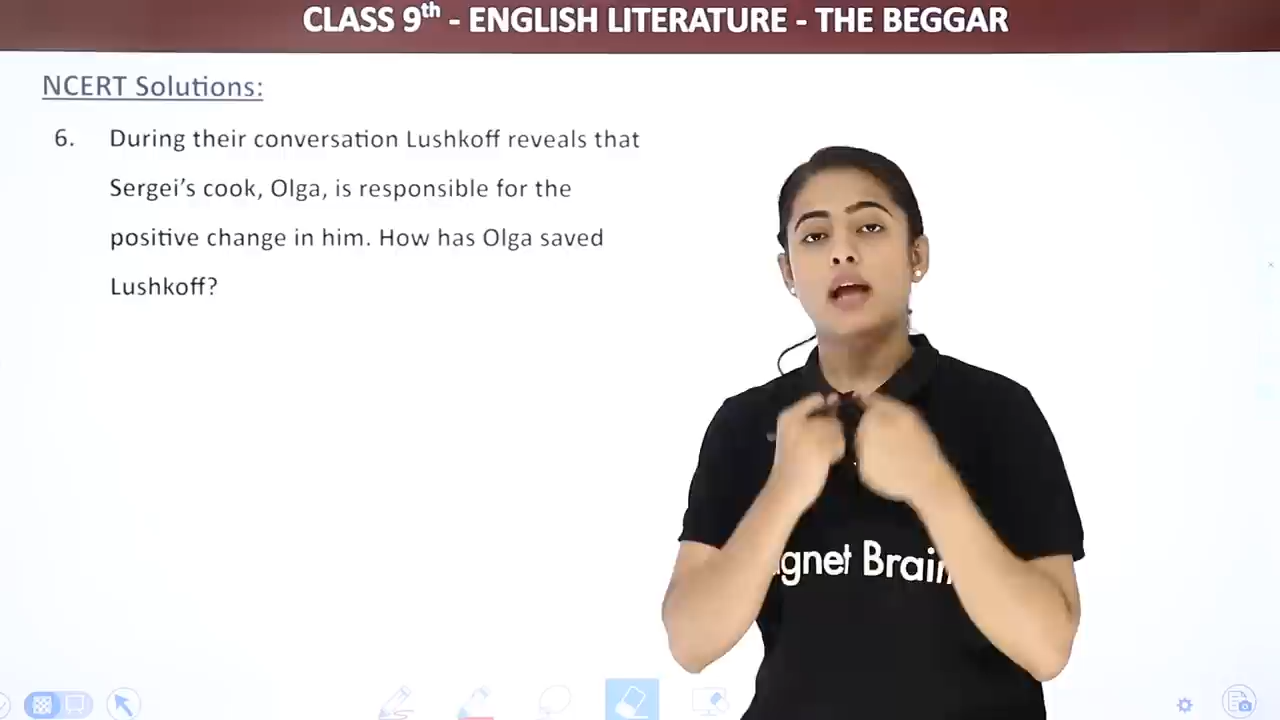 CLASS 9th - ENGLISH LITERATURE - THE BEGGAR
NCERT Solutions:
6. During their conversation Lushkoff reveals that
Sergei’s cook, Olga, is responsible for the
positive change in him. How has Olga saved
Lushkoff?
gnet Brain